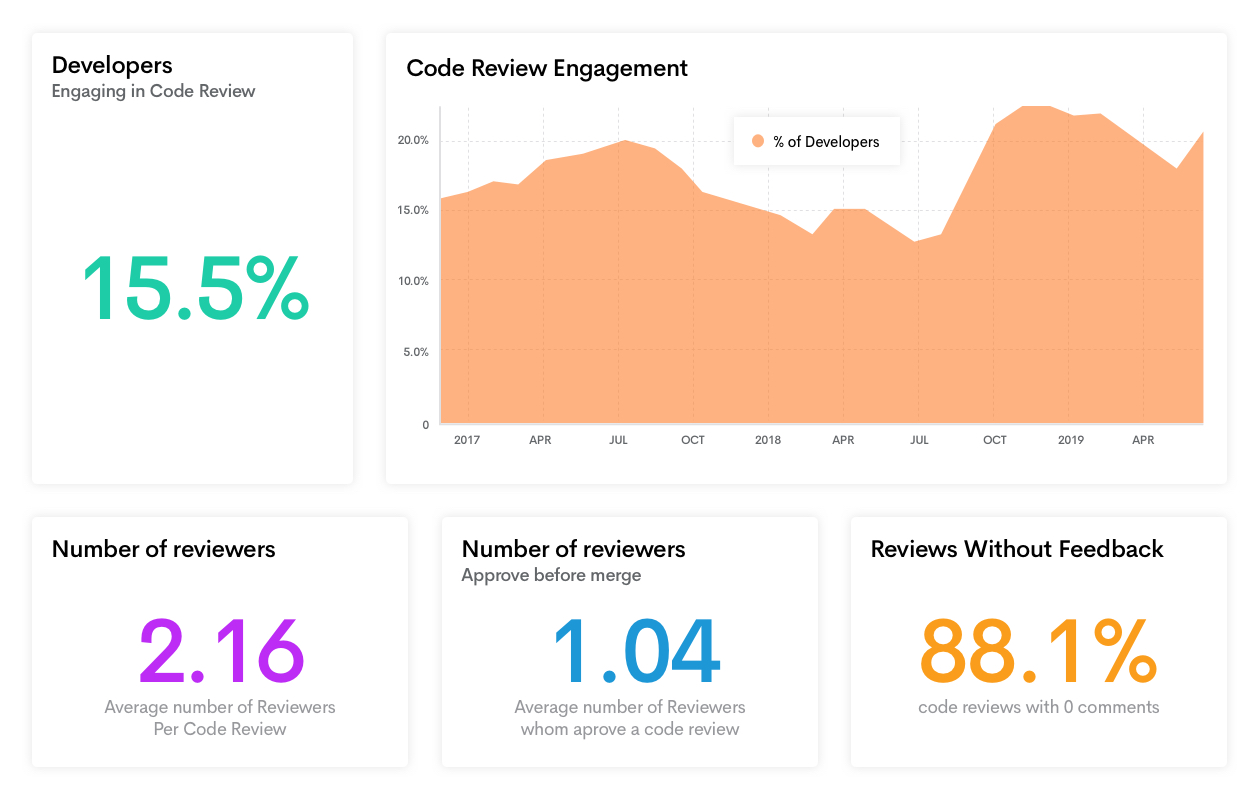 Developers
Engaging in Code Review
15.5%
Code Review Engagement
% of Developers
20.0%
15.0%
10.0%
5.0%
0
2017 APR JUL OCT 2018 APR JUL OCT 2019 APR
Number of reviewers
2.16
Average number of Reviewers
Per Code Review
Number of reviewers
Approve before merge
1.04
Average number of Reviewers
whom aprove a code review
Reviews Without Feedback
88.1%
code reviews with 0 comments